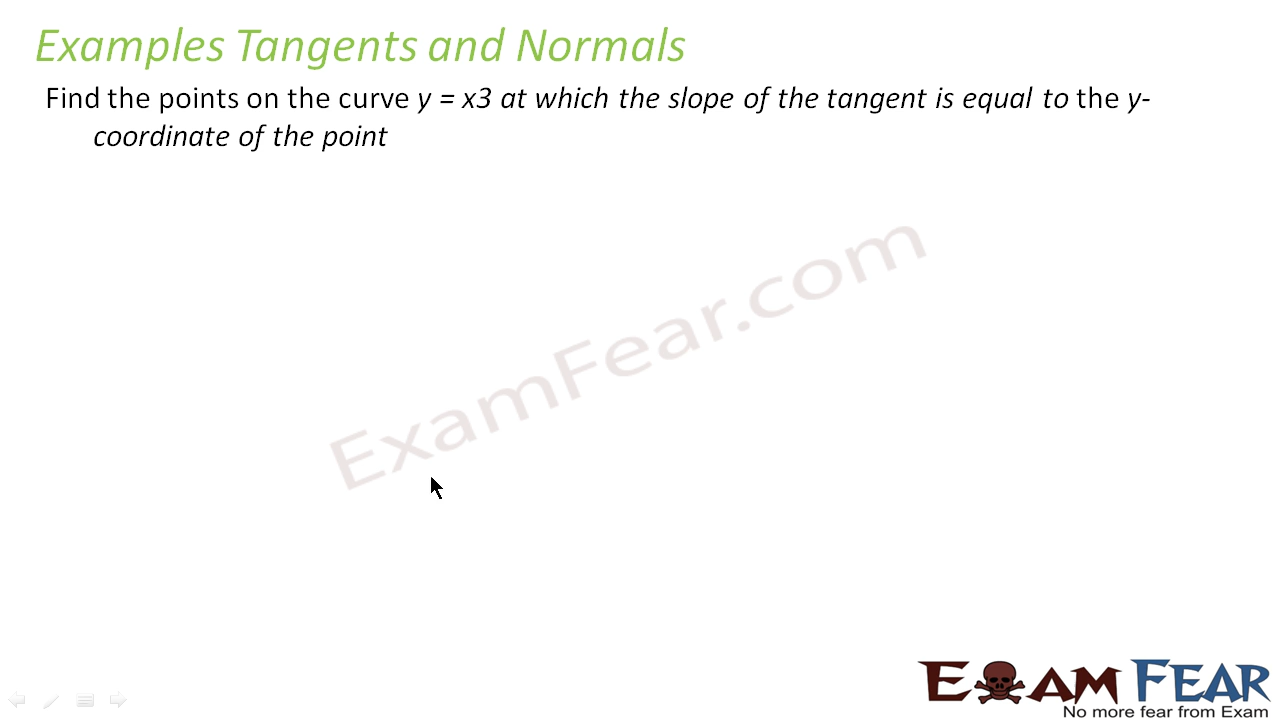 Examples Tangents and Normals
Find the points on the curve y = x3 at which the slope of the tangent is equal to the y-
coordinate of the point
ExamFear.com
EXAM FEAR
No more fear from Exam